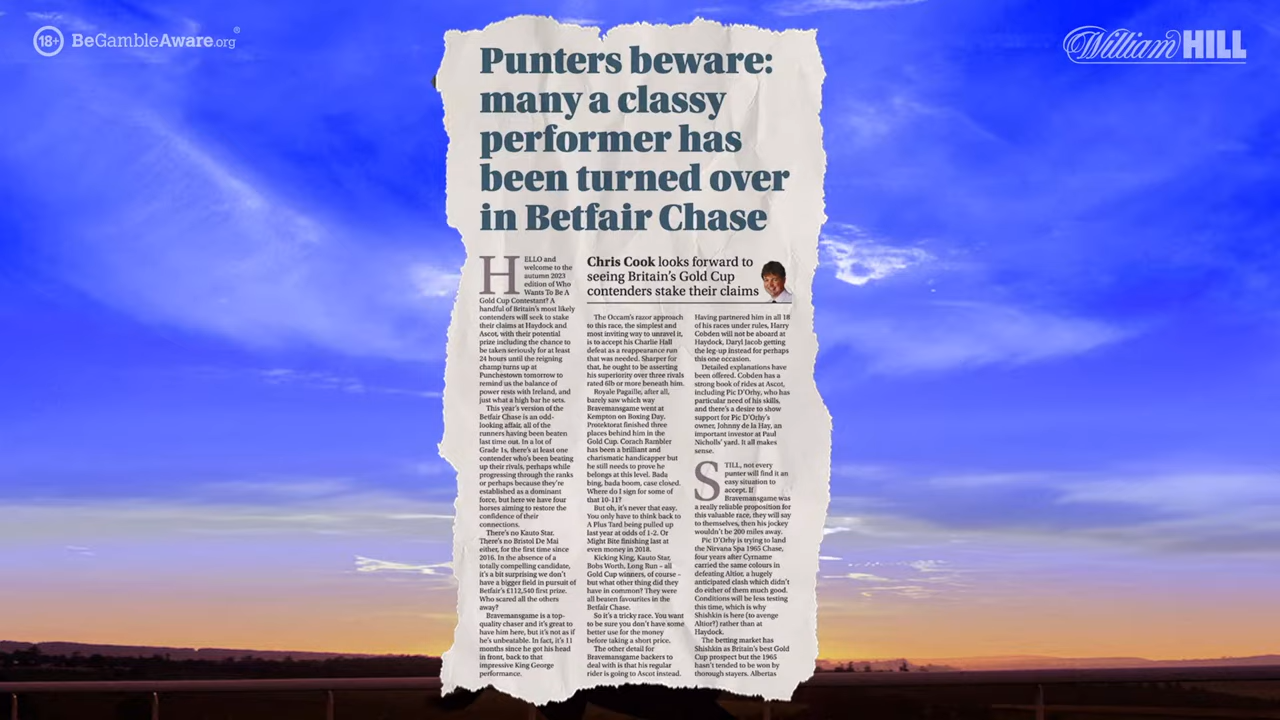 18+ BeGambleAware.org®
William HILL
Punters beware:
many a classy
performer has
been turned over
in Betfair Chase
HELLO and
welcome to the
autumn 2023
edition of Who
Wants To Be A
Gold Cup Contestant? A
handful of Britain's most likely
contenders will seek to stake
their claims at Haydock and
Ascot, with their potential
prize including the chance to
be taken seriously for at least
24 hours until the reigning
champ turns up at
Punchestown tomorrow to
remind us the balance of
power rests with Ireland, and
just what a high bar he sets.
This year's version of the
Betfair Chase is an odd-
looking affair, all of the
runners having been beaten
last time out. In a lot of
Grade 1s, there's at least one
contender who's been beating
up their rivals, perhaps while
progressing through the ranks
or perhaps because they're
established as a dominant
force, but here we have four
horses aiming to restore the
confidence of their
connections.
There's no Kauto Star.
There's no Bristol De Mai
either, for the first time since
2016. In the absence of a
totally compelling candidate,
it's a bit surprising we don't
have a bigger field in pursuit of
Betfair's £112,540 first prize.
Who scared all the others
away?
Bravemansgame is a top-
quality chaser and it's great to
have him here, but it's not as if
he's unbeatable. In fact, it's 11
months since he got his head
in front, back to that
impressive King George
performance.
Chris Cook looks forward to
seeing Britain's Gold Cup
contenders stake their claims
The Occam's razor approach
to this race, the simplest and
most inviting way to unravel it,
is to accept his Charlie Hall
defeat as a reappearance run
that was needed. Sharper for
that, he ought to be asserting
his superiority over three rivals
rated 6lb or more beneath him.
Royale Pagaille, after all,
barely saw which way
Bravemansgame went at
Kempton on Boxing Day.
Protektorat finished three
places behind him in the
Gold Cup. Corach Rambler
has been a brilliant and
charismatic handicapper but
he still needs to prove he
belongs at this level. Bada
bing, bada boom, case closed.
Where do I sign for some of
that 10-11?
But oh, it's never that easy.
You only have to think back to
A Plus Tard being pulled up
last year at odds of 1-2. Or
Might Bite finishing last at
even money in 2018.
Kicking King, Kauto Star,
Bobs Worth, Long Run – all
Gold Cup winners, of course –
but what other thing did they
have in common? They were
all beaten favourites in the
Betfair Chase.
So it's a tricky race. You want
to be sure you don't have some
better use for the money
before taking a short price.
The other detail for
Bravemansgame backers to
deal with is that his regular
rider is going to Ascot instead.
Having partnered him in all 18
of his races under rules, Harry
Cobden will not be aboard at
Haydock, Daryl Jacob getting
the leg-up instead for perhaps
this one occasion.
Detailed explanations have
been offered. Cobden has a
strong book of rides at Ascot,
including Pic D'Orhy, who has
particular need of his skills,
and there's a desire to show
support for Pic D'Orhy's
owner, Johnny de la Hay, an
important investor at Paul
Nicholls' yard. It all makes
sense.
STILL, not every
punter will find it an
easy situation to
accept. If
Bravemansgame was
a really reliable proposition for
this valuable race, they will say
to themselves, then his jockey
wouldn't be 200 miles away.
Pic D'Orhy is trying to land
the Nirvana Spa 1965 Chase,
four years after Cyrname
carried the same colours in
defeating Altior, a hugely
anticipated clash which didn't
do either of them much good.
Conditions will be less testing
this time, which is why
Shishkin is here (to avenge
Altior?) rather than at
Haydock.
The betting market has
Shishkin as Britain's best Gold
Cup prospect but the 1965
hasn't tended to be won by
thorough stayers. Albertas